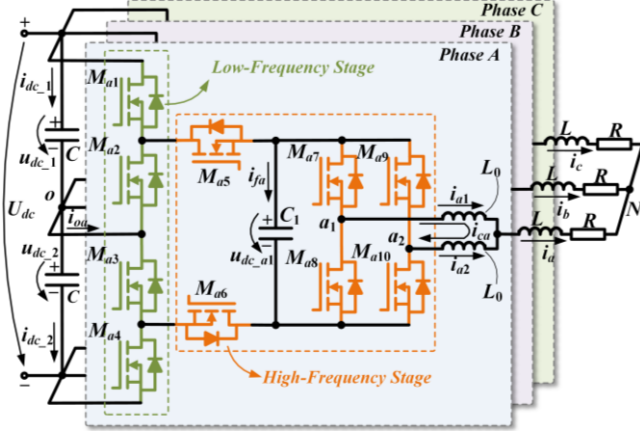 Phase C
Phase B
Phase A
+
i_dc_1
M_a1
Low-Frequency Stage
+
C
u_dc_1
M_a2
M_a5
i_fa
M_a7
M_a9
L
R
i_c
o
i_oa
U_dc
+
C_1
u_dc_a1
a_1
i_a1
L_0
L
R
i_b
N
i_ca
a_2
L
R
i_a
u_dc_2
+
C
M_a3
M_a8
M_a10
i_a2
L_0
M_a6
i_dc_2
M_a4
−
High-Frequency Stage